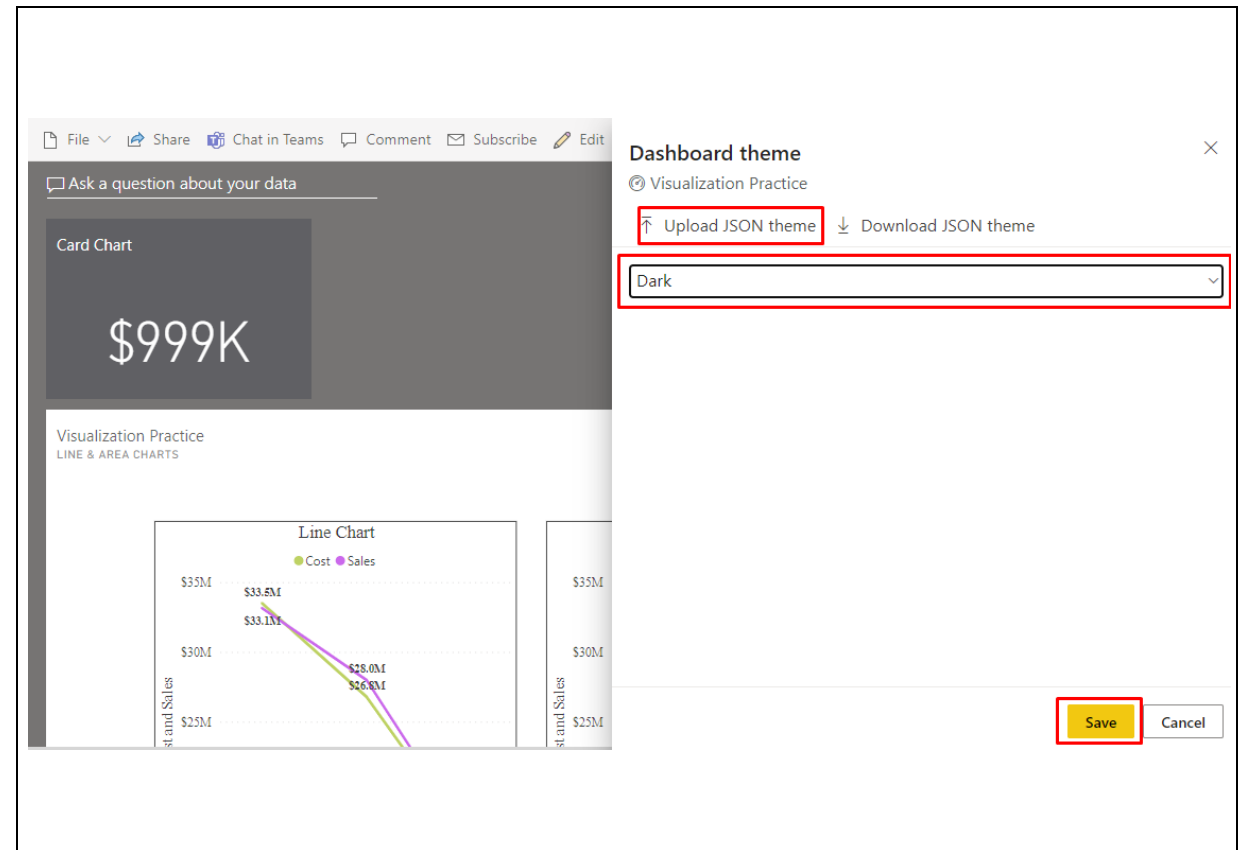 File Share Chat in Teams Comment Subscribe Edit
Ask a question about your data
Card Chart
$999K
Visualization Practice
LINE & AREA CHARTS
Line Chart
Cost Sales
$35M
$33.5M
$33.1M
$30M
$28.0M
$26.8M
$25M
st and Sales
$35M
$30M
$25M
st and Sales
Dashboard theme
Visualization Practice
Upload JSON theme Download JSON theme
Dark
Save Cancel